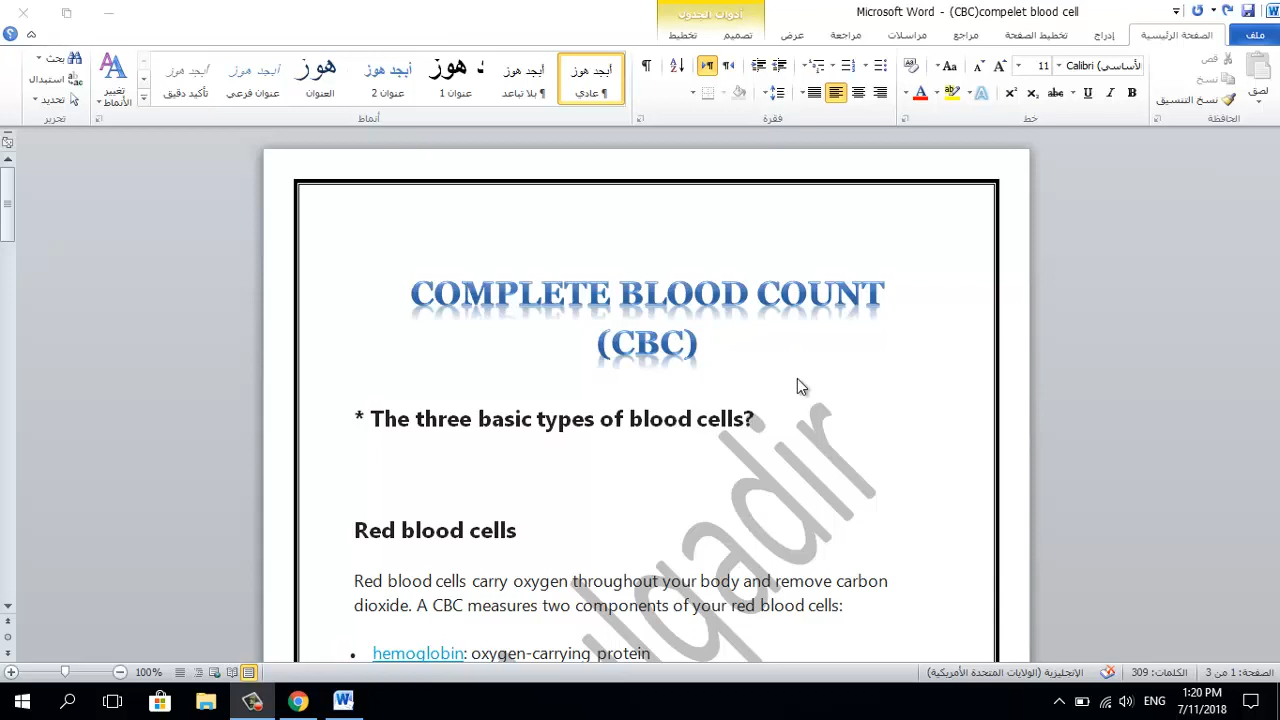 أدوات الجدول
Microsoft Word - (CBC)compelet blood cell
ملف
الصفحة الرئيسية
إدراج
تخطيط الصفحة
مراجع
مراسلات
مراجعة
عرض
تصميم
تخطيط
لصق
قص
نسخ
نسخ التنسيق
الحافظة
Calibri (الأساسي)
11
خط
فقرة
أبجد هوز
¶ عادي
أبجد هوز
¶ بلا تباعد
هوز
عنوان 1
أبجد هوز
عنوان 2
هوز
العنوان
أبجد هوز
عنوان فرعي
أبجد هوز
تأكيد دقيق
تغيير
الأنماط
أنماط
بحث
استبدال
تحديد
تحرير
COMPLETE BLOOD COUNT
(CBC)
* The three basic types of blood cells?
Red blood cells
Red blood cells carry oxygen throughout your body and remove carbon
dioxide. A CBC measures two components of your red blood cells:
• hemoglobin: oxygen-carrying protein
الصفحة: 1 من 3
الكلمات: 309
الإنجليزية (الولايات المتحدة الأمريكية)
100%
ENG
1:20 PM
7/11/2018